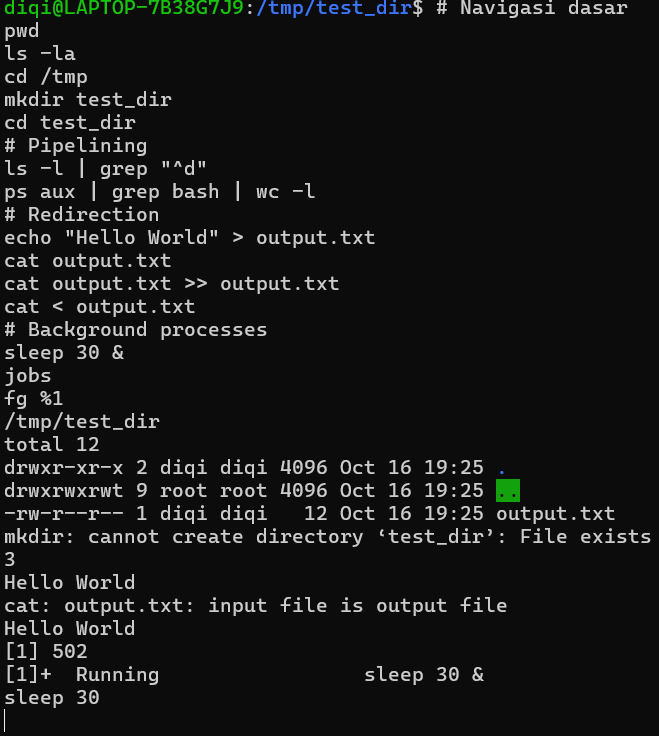 diqi@LAPTOP-7B38G7J9:/tmp/test_dir$ # Navigasi dasar
pwd
ls -la
cd /tmp
mkdir test_dir
cd test_dir
# Pipelining
ls -l | grep "^d"
ps aux | grep bash | wc -l
# Redirection
echo "Hello World" > output.txt
cat output.txt
cat output.txt >> output.txt
cat < output.txt
# Background processes
sleep 30 &
jobs
fg %1
/tmp/test_dir
total 12
drwxr-xr-x 2 diqi diqi 4096 Oct 16 19:25 .
drwxrwxrwt 9 root root 4096 Oct 16 19:25 ..
-rw-r--r-- 1 diqi diqi   12 Oct 16 19:25 output.txt
mkdir: cannot create directory ‘test_dir’: File exists
3
Hello World
cat: output.txt: input file is output file
Hello World
[1] 502
[1]+  Running                 sleep 30 &
sleep 30